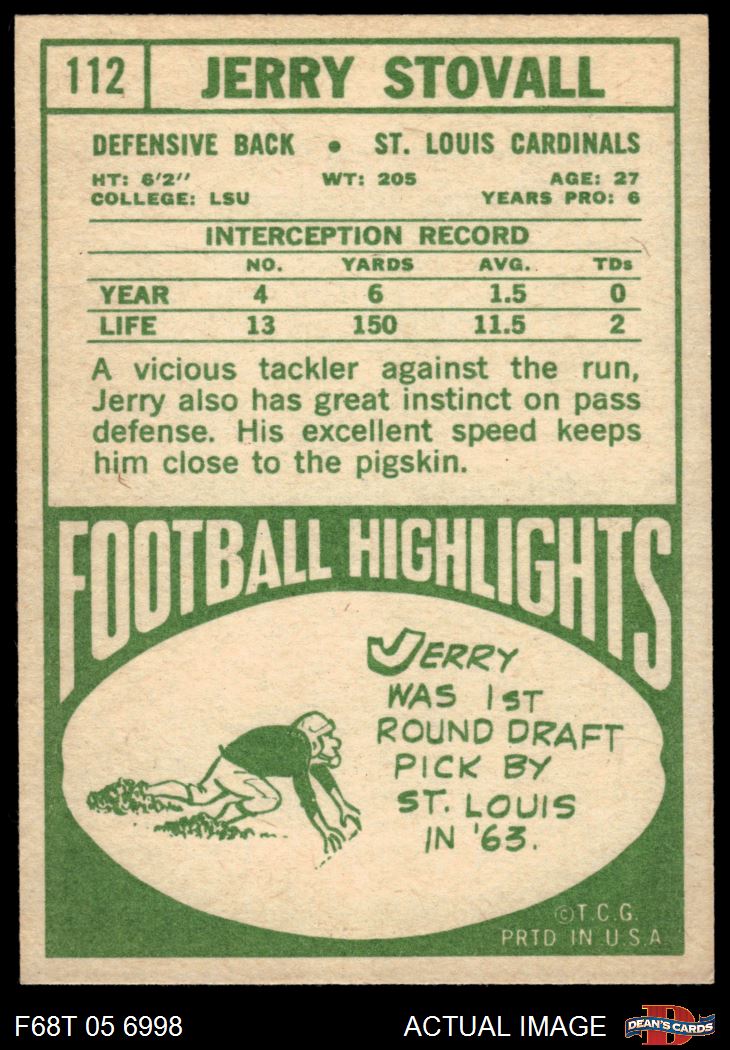 112 JERRY STOVALL
DEFENSIVE BACK • ST. LOUIS CARDINALS
HT: 6'2" WT: 205 AGE: 27
COLLEGE: LSU YEARS PRO: 6
INTERCEPTION RECORD
NO. YARDS AVG. TDs
YEAR 4 6 1.5 0
LIFE 13 150 11.5 2
A vicious tackler against the run,
Jerry also has great instinct on pass
defense. His excellent speed keeps
him close to the pigskin.
FOOTBALL HIGHLIGHTS
JERRY
WAS 1ST
ROUND DRAFT
PICK BY
ST. LOUIS
IN '63.
©T.C.G.
PRTD IN U.S.A
F68T 05 6998 ACTUAL IMAGE D DEAN'S CARDS